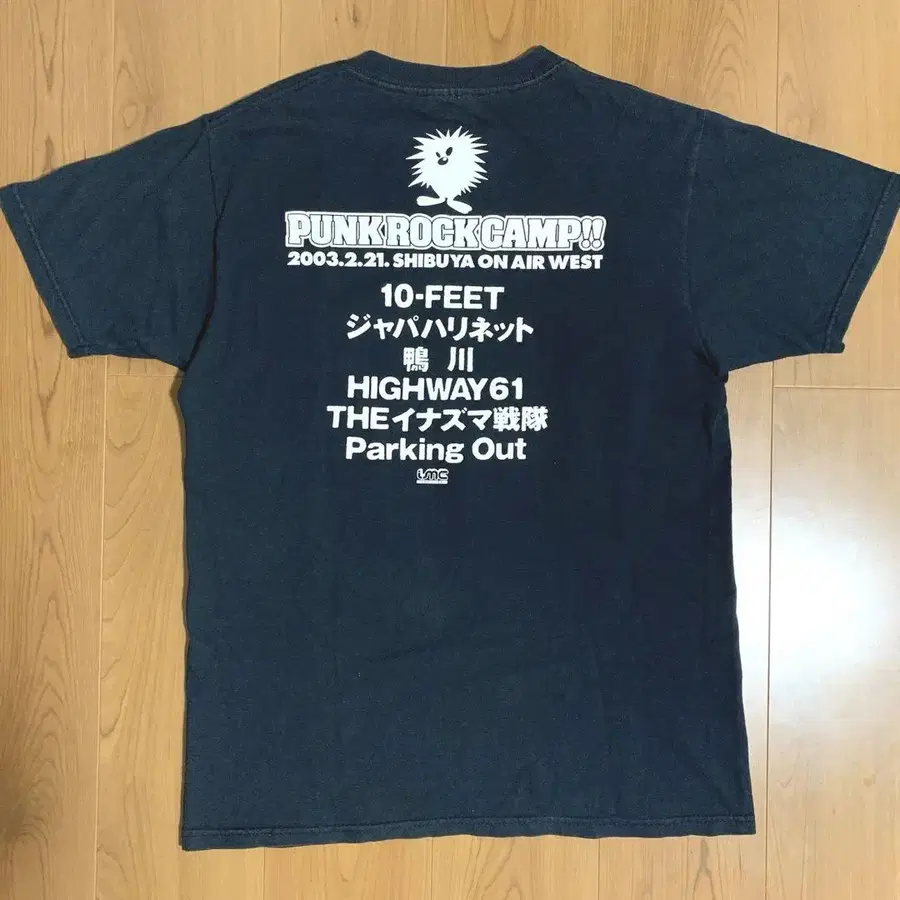 PUNK ROCK CAMP!!
2003.2.21. SHIBUYA ON AIR WEST
10-FEET
ジャパハリネット
鴨川
HIGHWAY61
THEイナズマ戦隊
Parking Out